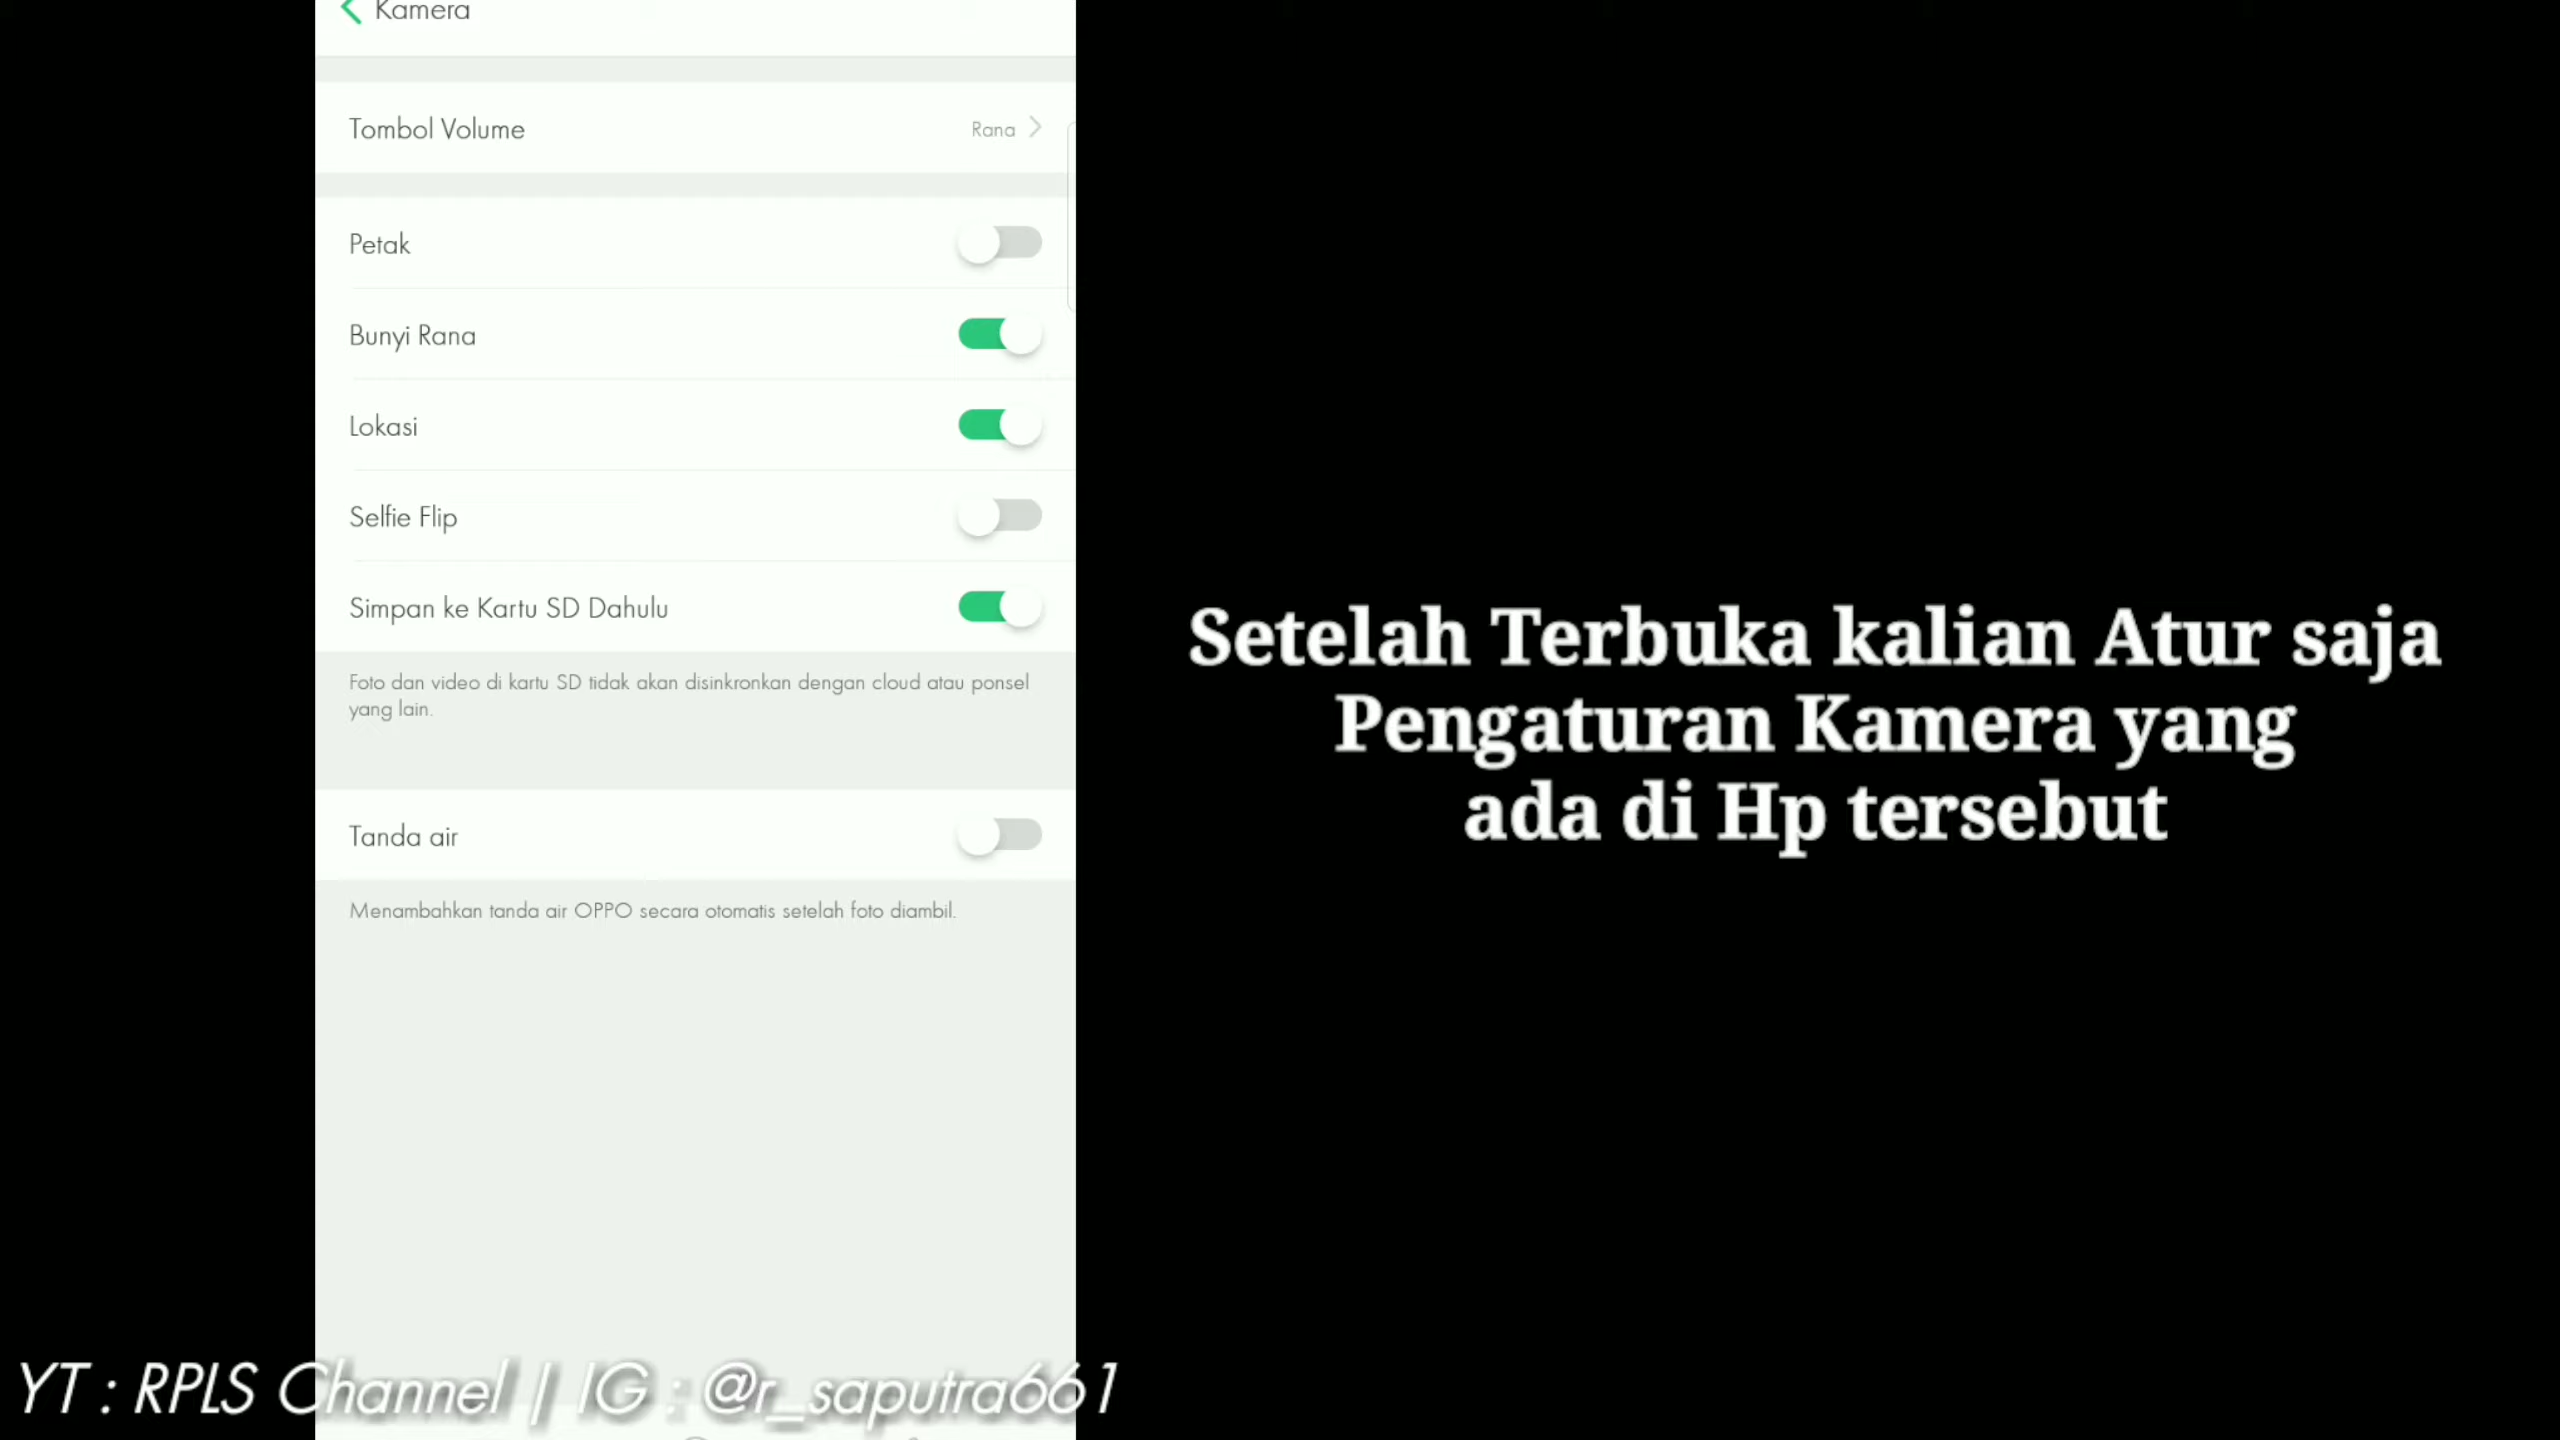 Kamera
Tombol Volume
Rana
Petak
Bunyi Rana
Lokasi
Selfie Flip
Simpan ke Kartu SD Dahulu
Foto dan video di kartu SD tidak akan disinkronkan dengan cloud atau ponsel
yang lain.
Tanda air
Menambahkan tanda air OPPO secara otomatis setelah foto diambil.
Setelah Terbuka kalian Atur saja
Pengaturan Kamera yang
ada di Hp tersebut
YT : RPLS Channel | IG : @r_saputra661